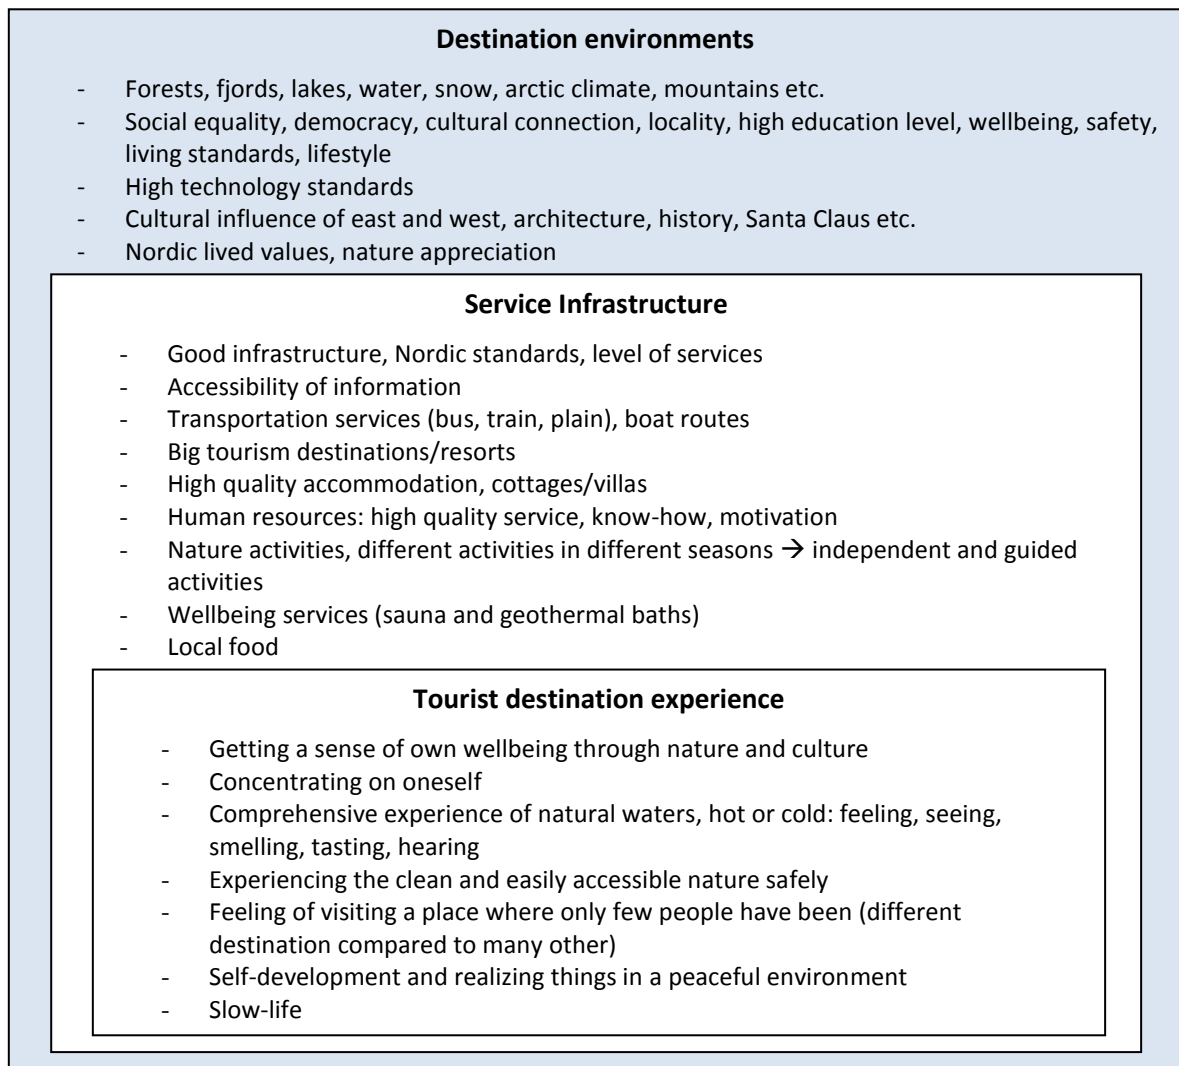 Destination environments
- Forests, fjords, lakes, water, snow, arctic climate, mountains etc.
- Social equality, democracy, cultural connection, locality, high education level, wellbeing, safety,
living standards, lifestyle
- High technology standards
- Cultural influence of east and west, architecture, history, Santa Claus etc.
- Nordic lived values, nature appreciation
Service Infrastructure
- Good infrastructure, Nordic standards, level of services
- Accessibility of information
- Transportation services (bus, train, plain), boat routes
- Big tourism destinations/resorts
- High quality accommodation, cottages/villas
- Human resources: high quality service, know-how, motivation
- Nature activities, different activities in different seasons → independent and guided
activities
- Wellbeing services (sauna and geothermal baths)
- Local food
Tourist destination experience
- Getting a sense of own wellbeing through nature and culture
- Concentrating on oneself
- Comprehensive experience of natural waters, hot or cold: feeling, seeing,
smelling, tasting, hearing
- Experiencing the clean and easily accessible nature safely
- Feeling of visiting a place where only few people have been (different
destination compared to many other)
- Self-development and realizing things in a peaceful environment
- Slow-life